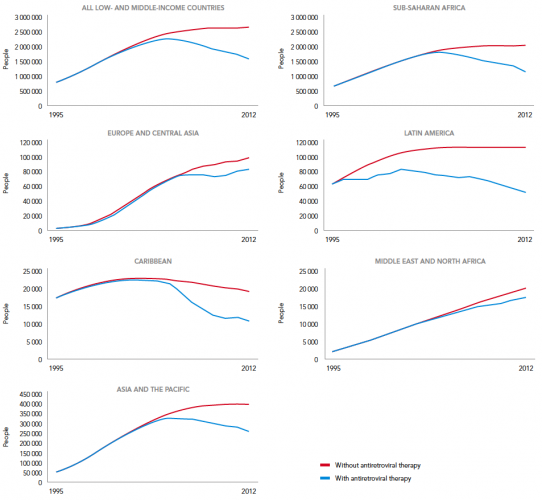 ALL LOW- AND MIDDLE-INCOME COUNTRIES
People
3 000 000
2 500 000
2 000 000
1 500 000
1 000 000
500 000
0
1995
2012
SUB-SAHARAN AFRICA
People
3 000 000
2 500 000
2 000 000
1 500 000
1 000 000
500 000
0
1995
2012
EUROPE AND CENTRAL ASIA
People
120 000
100 000
80 000
60 000
40 000
20 000
0
1995
2012
LATIN AMERICA
People
120 000
100 000
80 000
60 000
40 000
20 000
0
1995
2012
CARIBBEAN
People
25 000
20 000
15 000
10 000
5 000
0
1995
2012
MIDDLE EAST AND NORTH AFRICA
People
25 000
20 000
15 000
10 000
5 000
0
1995
2012
ASIA AND THE PACIFIC
People
450 000
400 000
350 000
300 000
250 000
200 000
150 000
100 000
50 000
0
1995
2012
Without antiretroviral therapy
With antiretroviral therapy